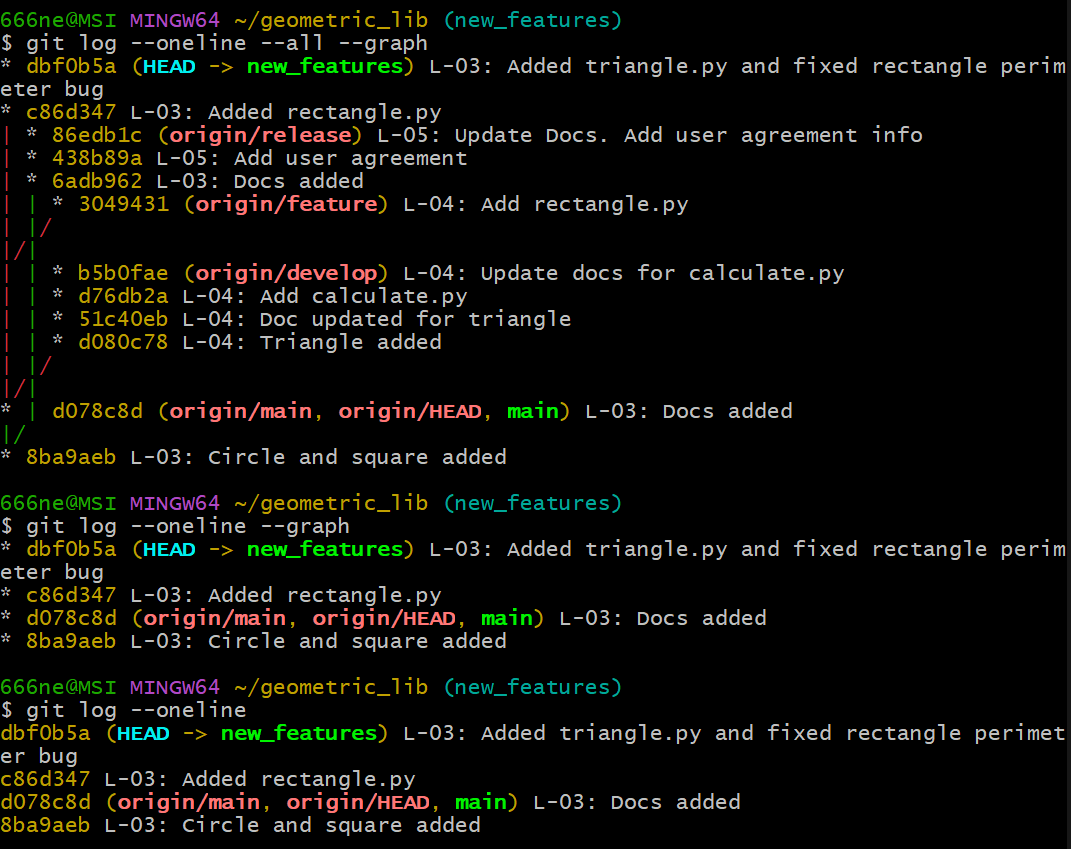 666ne@MSI MINGW64 ~/geometric_lib (new_features)
$ git log --oneline --all --graph
* dbf0b5a (HEAD -> new_features) L-03: Added triangle.py and fixed rectangle perim
eter bug
* c86d347 L-03: Added rectangle.py
| * 86edb1c (origin/release) L-05: Update Docs. Add user agreement info
| * 438b89a L-05: Add user agreement
| * 6adb962 L-03: Docs added
| | * 3049431 (origin/feature) L-04: Add rectangle.py
| |/
|/|
| | * b5b0fae (origin/develop) L-04: Update docs for calculate.py
| | * d76db2a L-04: Add calculate.py
| | * 51c40eb L-04: Doc updated for triangle
| | * d080c78 L-04: Triangle added
| |/
|/|
* | d078c8d (origin/main, origin/HEAD, main) L-03: Docs added
|/
* 8ba9aeb L-03: Circle and square added

666ne@MSI MINGW64 ~/geometric_lib (new_features)
$ git log --oneline --graph
* dbf0b5a (HEAD -> new_features) L-03: Added triangle.py and fixed rectangle perim
eter bug
* c86d347 L-03: Added rectangle.py
* d078c8d (origin/main, origin/HEAD, main) L-03: Docs added
* 8ba9aeb L-03: Circle and square added

666ne@MSI MINGW64 ~/geometric_lib (new_features)
$ git log --oneline
dbf0b5a (HEAD -> new_features) L-03: Added triangle.py and fixed rectangle perimet
er bug
c86d347 L-03: Added rectangle.py
d078c8d (origin/main, origin/HEAD, main) L-03: Docs added
8ba9aeb L-03: Circle and square added